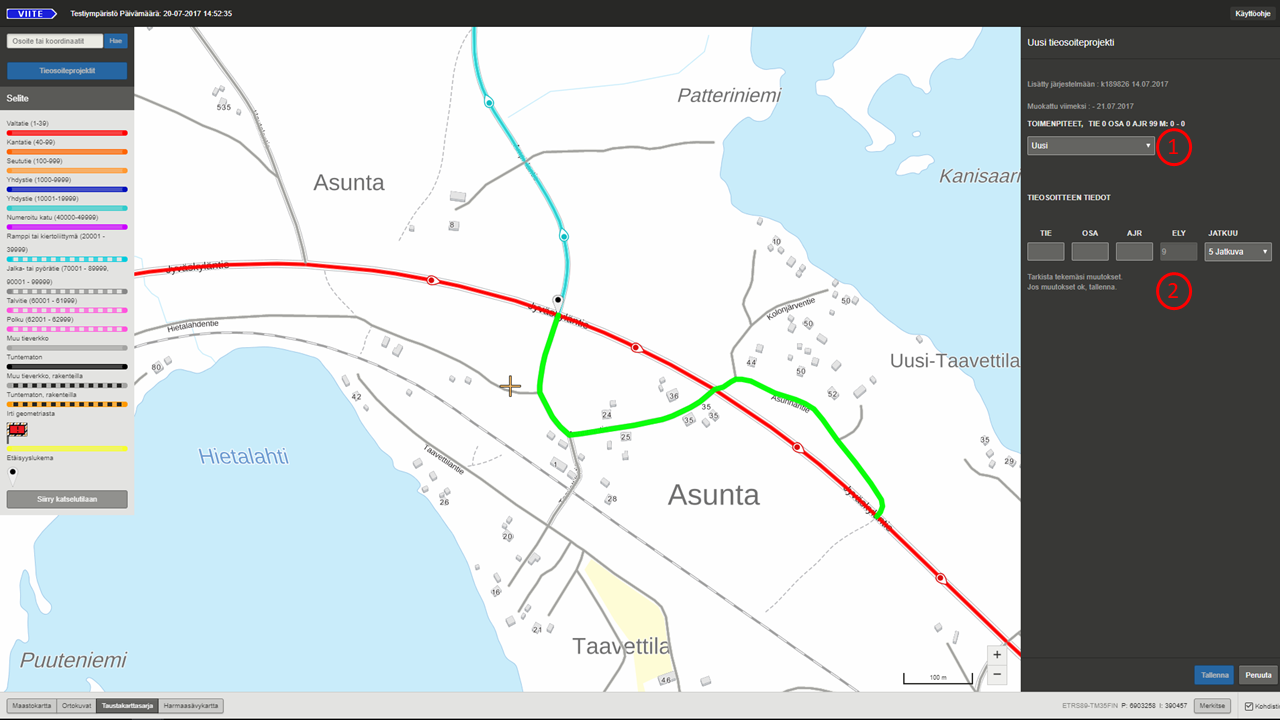 VIITE
Testiympäristö Päivämäärä: 20-07-2017 14:52:35
Käyttöohje
Osoite tai koordinaatit
Hae
Tieosoiteprojektit
Selite
Valtatie (1-39)
Kantatie (40-99)
Seututie (100-999)
Yhdystie (1000-9999)
Yhdystie (10001-19999)
Numeroitu katu (40000-49999)
Ramppi tai kiertoliittymä (20001 -
39999)
Jalka- tai pyörätie (70001 - 89999,
90001 - 99999)
Talvitie (60001 - 61999)
Polku (62001 - 62999)
Muu tieverkko
Tuntematon
Muu tieverkko, rakenteilla
Tuntematon, rakenteilla
Irti geometriasta
Etäisyyslukema
Siirry katselutilaan
Patteriniemi
535
Asunta
Kanisaari
8
10
Jyväskyläntie
Jyväskyläntie
50
Kolonjärventie
50
Hietalahdentie
44
Uusi-Taavettila
50
80
42
36
52
35
Asunnantie
24
35
35
25
35
Hietalahti
Taavettilantie
1
29
28
Asunta
Jyväskyläntie
26
20
16
21
Taavettila
Puuteniemi
46
100 m
+
−
Uusi tieosoiteprojekti
Lisätty järjestelmään : k189826 14.07.2017
Muokattu viimeksi : - 21.07.2017
TOIMENPITEET, TIE 0 OSA 0 AJR 99 M: 0 - 0
Uusi
1
TIEOSOITTEEN TIEDOT
TIE OSA AJR ELY JATKUU
9 5 Jatkuva
Tarkista tekemäsi muutokset.
Jos muutokset ok, tallenna.
2
Tallenna Peruuta
Maastokartta Ortokuvat Taustakarttasarja Harmaasävykartta
ETRS89-TM35FIN P: 6903258 I: 390457 Merkitse Kohdist